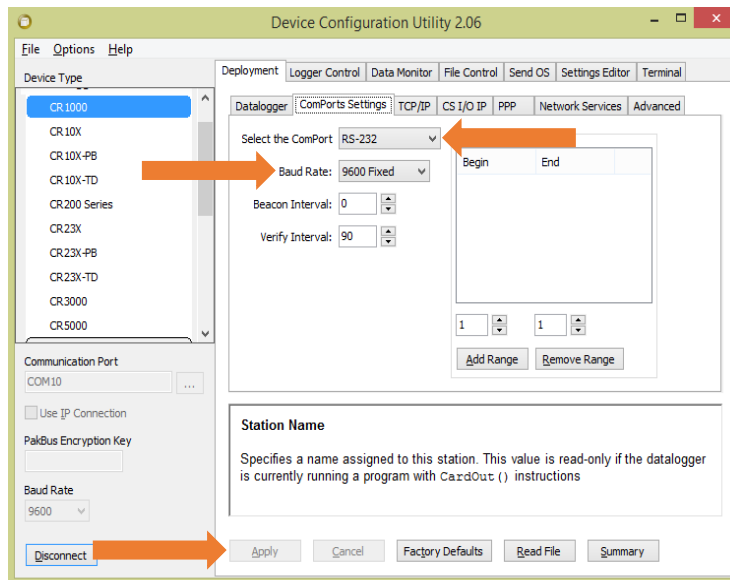 Device Configuration Utility 2.06
File Options Help
Device Type
CR1000
CR10X
CR10X-PB
CR10X-TD
CR200 Series
CR23X
CR23X-PB
CR23X-TD
CR3000
CR5000
Communication Port
COM10
...
Use IP Connection
PakBus Encryption Key
Baud Rate
9600
Disconnect
Deployment Logger Control Data Monitor File Control Send OS Settings Editor Terminal
Datalogger ComPorts Settings TCP/IP CS I/O IP PPP Network Services Advanced
Select the ComPort RS-232
Baud Rate: 9600 Fixed
Beacon Interval: 0
Verify Interval: 90
Begin End
1 1
Add Range Remove Range
Station Name
Specifies a name assigned to this station. This value is read-only if the datalogger
is currently running a program with CardOut () instructions
Apply Cancel Factory Defaults Read File Summary